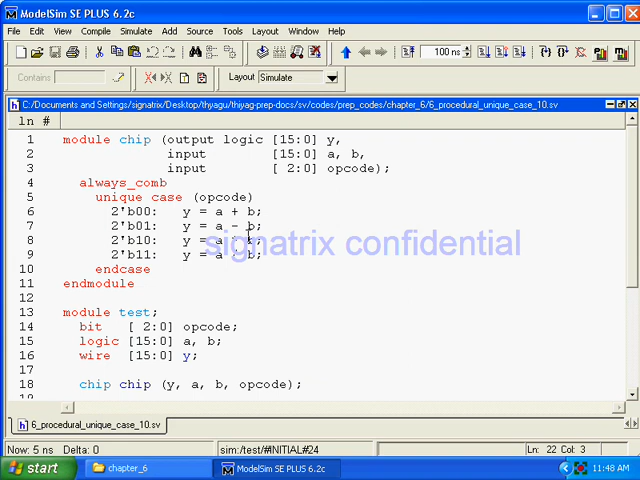 ModelSim SE PLUS 6.2c
File Edit View Compile Simulate Add Source Tools Layout Window Help
100 ns
Contains
Layout Simulate
C:/Documents and Settings/signatrix/Desktop/thyagu/thiyag-prep-docs/sv/codes/prep_codes/chapter_6/6_procedural_unique_case_10.sv
ln #
1 module chip (output logic [15:0] y,
2 input [15:0] a, b,
3 input [ 2:0] opcode);
4 always_comb
5 unique case (opcode)
6 2'b00: y = a + b;
7 2'b01: y = a - b;
8 2'b10: y = a b;
9 2'b11: y = a b;
signatrix confidential
10 endcase
11 endmodule
12
13 module test;
14 bit [ 2:0] opcode;
15 logic [15:0] a, b;
16 wire [15:0] y;
17
18 chip chip (y, a, b, opcode);
19
6_procedural_unique_case_10.sv
Now: 5 ns Delta: 0 sim:/test/#INITIAL#24 Ln: 22 Col: 3
start chapter_6 ModelSim SE PLUS 6.2c 11:48 AM